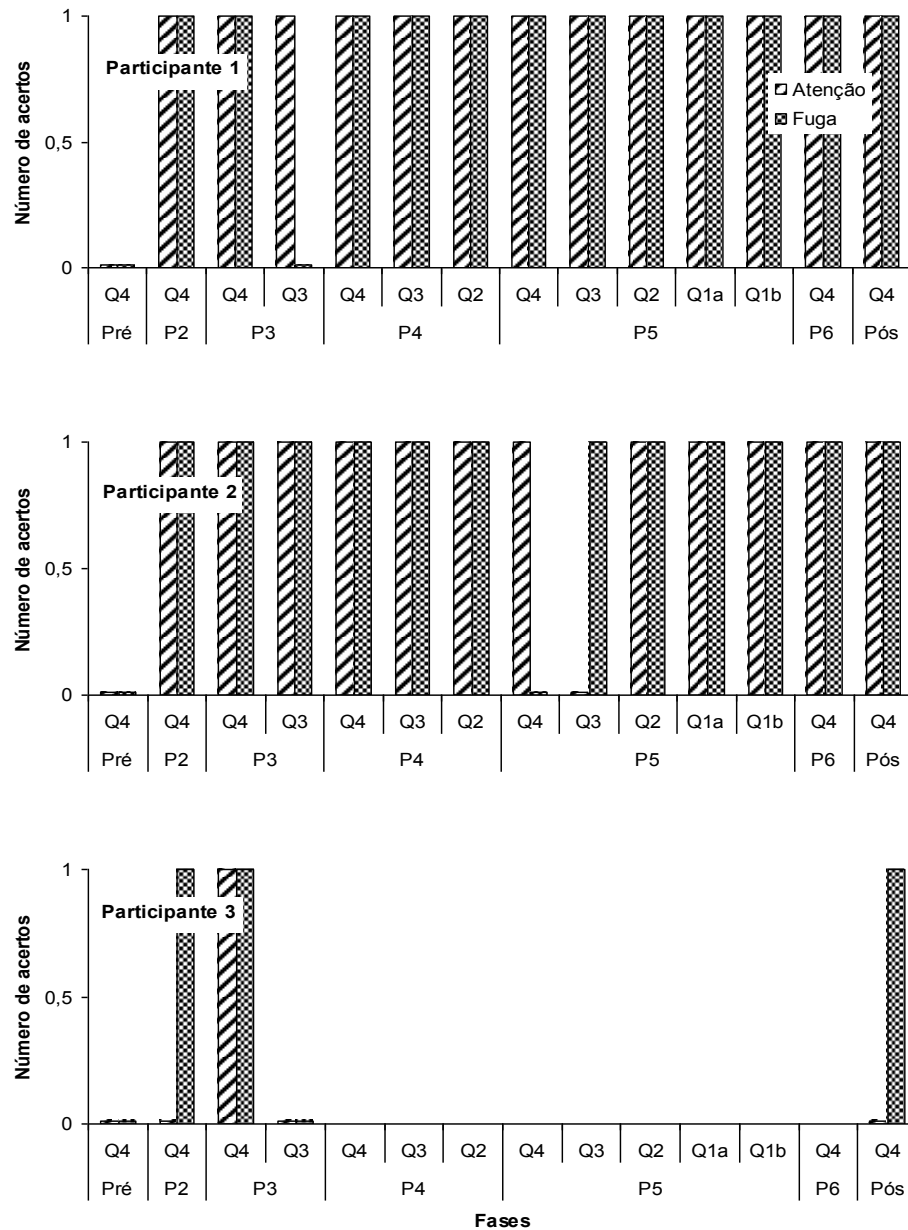 1
Participante 1
Atenção
Fuga
0,5
0
Número de acertos
Q4 Q4 Q4 Q3 Q4 Q3 Q2 Q4 Q3 Q2 Q1a Q1b Q4 Q4
Pré P2 P3 P4 P5 P6 Pós
1
Participante 2
0,5
0
Número de acertos
Q4 Q4 Q4 Q3 Q4 Q3 Q2 Q4 Q3 Q2 Q1a Q1b Q4 Q4
Pré P2 P3 P4 P5 P6 Pós
1
Participante 3
0,5
0
Número de acertos
Q4 Q4 Q4 Q3 Q4 Q3 Q2 Q4 Q3 Q2 Q1a Q1b Q4 Q4
Pré P2 P3 P4 P5 P6 Pós
Fases